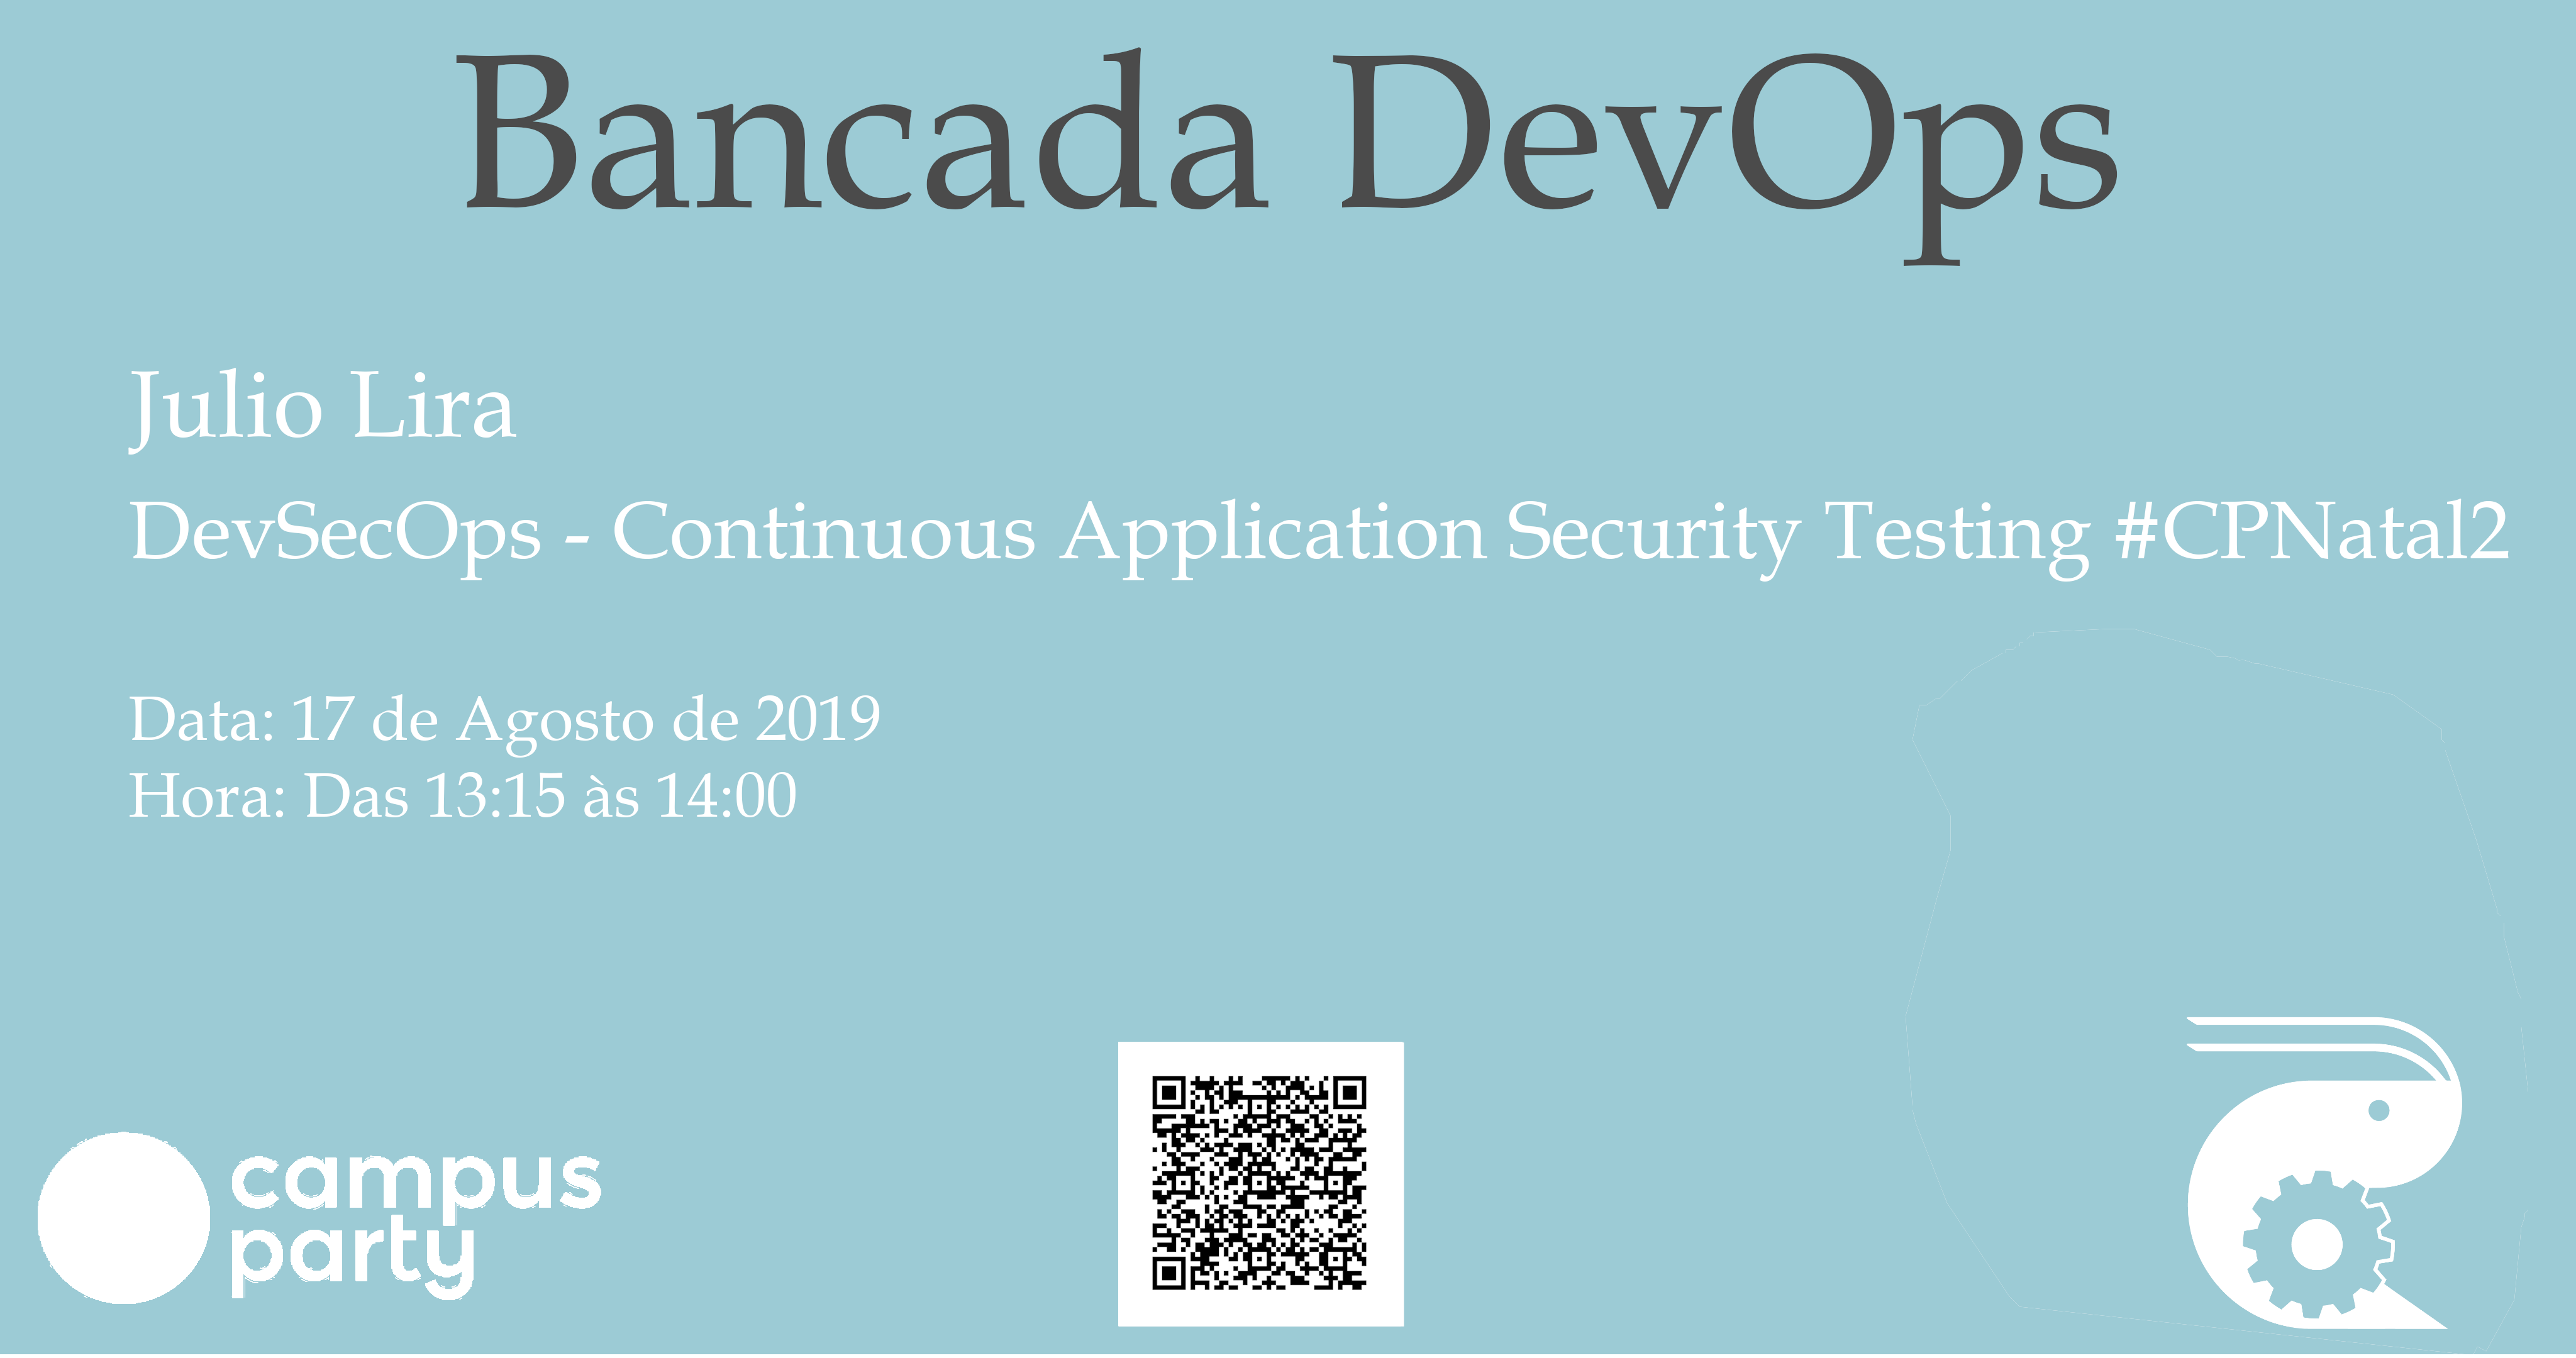 Bancada DevOps
Julio Lira
DevSecOps - Continuous Application Security Testing #CPNatal2
Data: 17 de Agosto de 2019
Hora: Das 13:15 às 14:00
campus
party